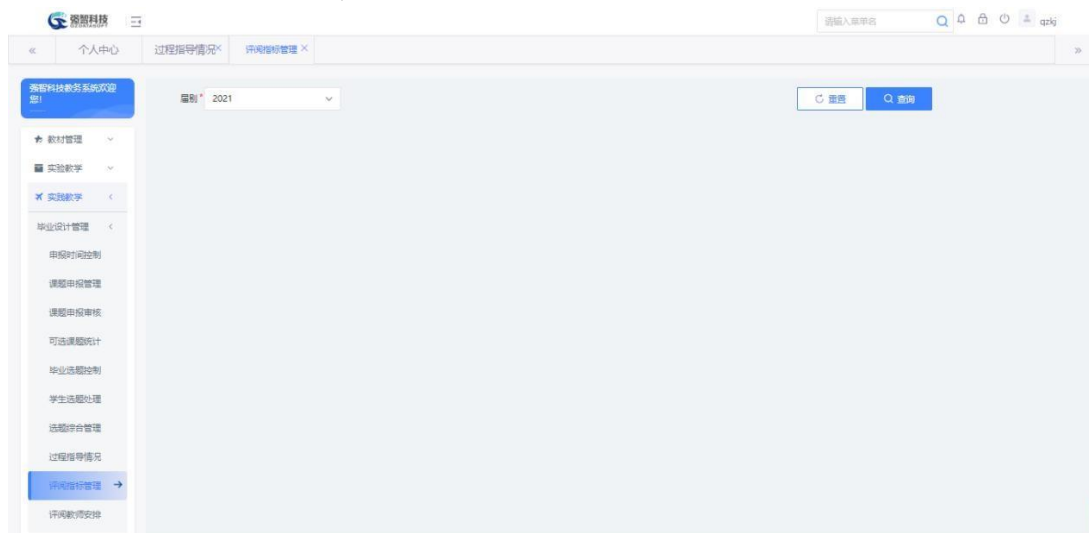 强智科技
请输入菜单名
qzkj
个人中心
过程指导情况×
评阅指标管理 ×
强智科技教务系统欢迎
您!
届别* 2021
重置
查询
教材管理
实验教学
实践教学
毕业设计管理
申报时间控制
课题申报管理
课题申报审核
可选课题统计
毕业选题控制
学生选题处理
选题综合管理
过程指导情况
评阅指标管理 →
评阅教师安排